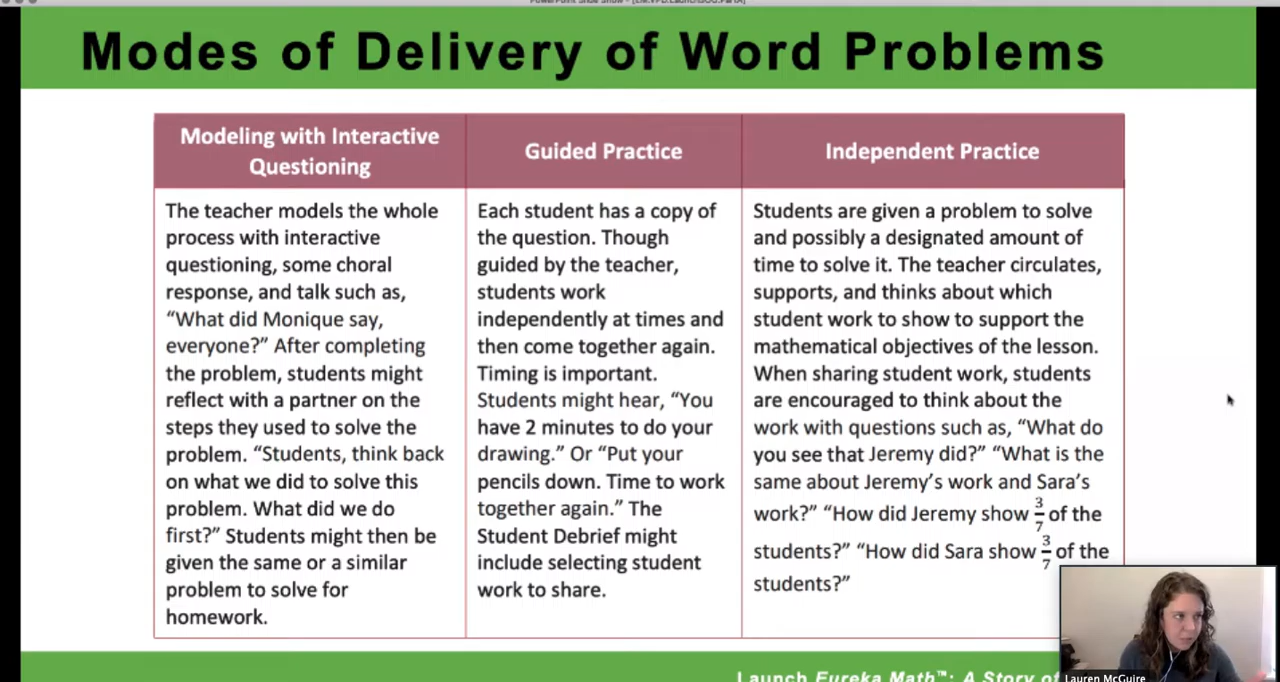 Modes of Delivery of Word Problems
Modeling with Interactive
Questioning
Guided Practice
Independent Practice
The teacher models the whole
process with interactive
questioning, some choral
response, and talk such as,
“What did Monique say,
everyone?” After completing
the problem, students might
reflect with a partner on the
steps they used to solve the
problem. “Students, think back
on what we did to solve this
problem. What did we do
first?” Students might then be
given the same or a similar
problem to solve for
homework.
Each student has a copy of
the question. Though
guided by the teacher,
students work
independently at times and
then come together again.
Timing is important.
Students might hear, “You
have 2 minutes to do your
drawing.” Or “Put your
pencils down. Time to work
together again.” The
Student Debrief might
include selecting student
work to share.
Students are given a problem to solve
and possibly a designated amount of
time to solve it. The teacher circulates,
supports, and thinks about which
student work to show to support the
mathematical objectives of the lesson.
When sharing student work, students
are encouraged to think about the
work with questions such as, “What do
you see that Jeremy did?” “What is the
same about Jeremy’s work and Sara’s
work?” “How did Jeremy show 3/7 of the
students?” “How did Sara show 3/7 of the
students?”
Launch Eureka Math™: A Story of
Lauren McGuire